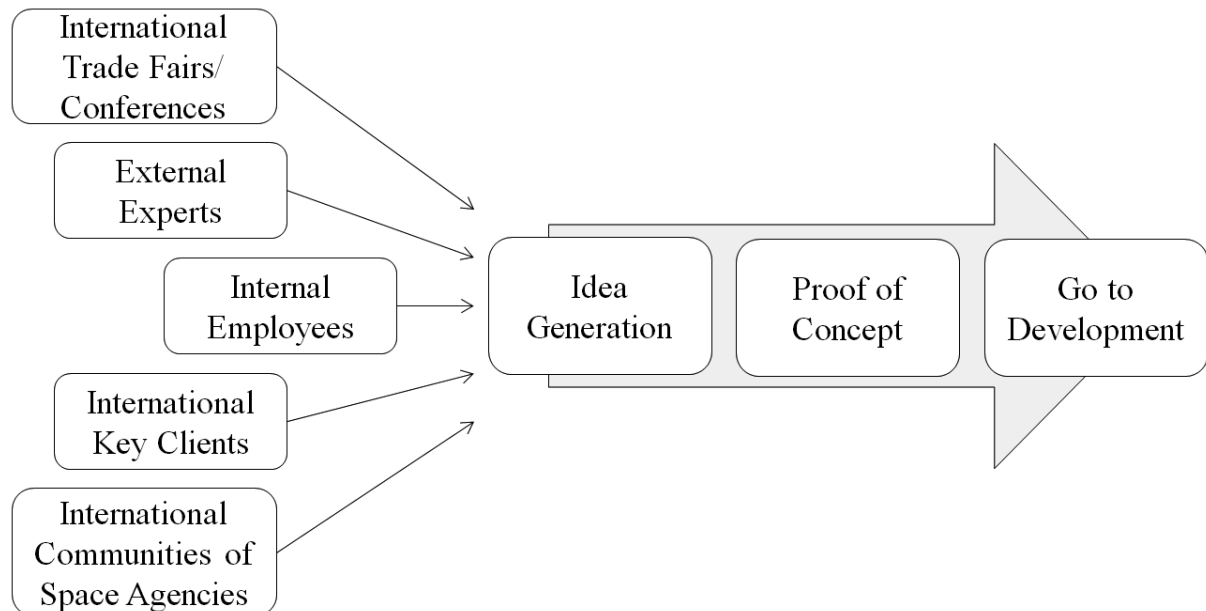 International
Trade Fairs/
Conferences
External
Experts
Internal
Employees
International
Key Clients
International
Communities of
Space Agencies
Idea
Generation
Proof of
Concept
Go to
Development